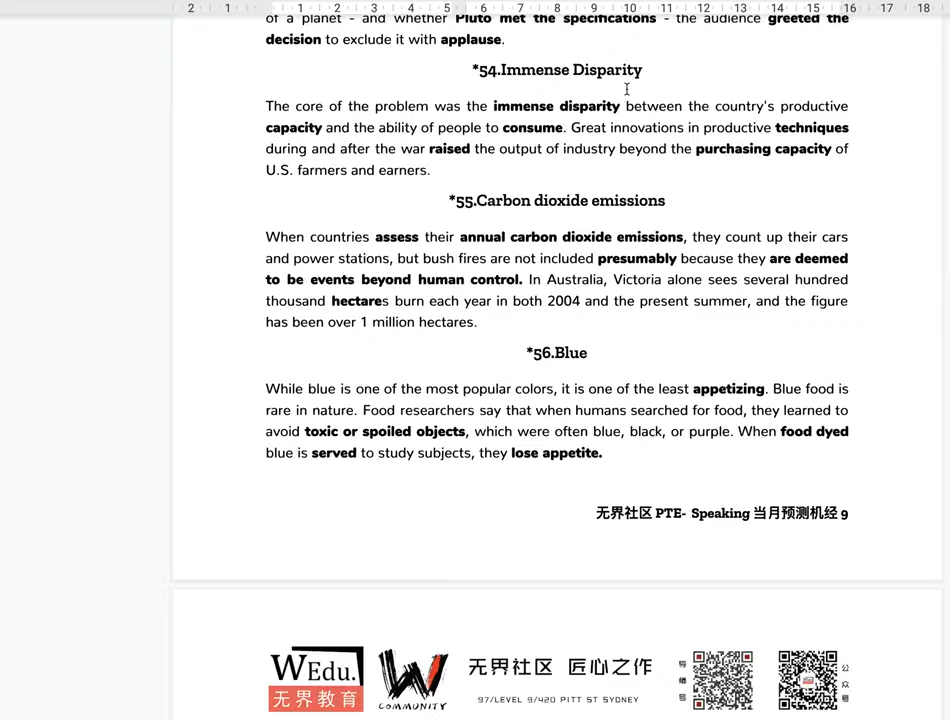 2 1 1 2 3 4 5 6 7 8 9 10 11 12 13 14 15 16 17 18
of a planet - and whether Pluto met the specifications - the audience greeted the
decision to exclude it with applause.
*54.Immense Disparity
The core of the problem was the immense disparity between the country's productive
capacity and the ability of people to consume. Great innovations in productive techniques
during and after the war raised the output of industry beyond the purchasing capacity of
U.S. farmers and earners.
*55.Carbon dioxide emissions
When countries assess their annual carbon dioxide emissions, they count up their cars
and power stations, but bush fires are not included presumably because they are deemed
to be events beyond human control. In Australia, Victoria alone sees several hundred
thousand hectares burn each year in both 2004 and the present summer, and the figure
has been over 1 million hectares.
*56.Blue
While blue is one of the most popular colors, it is one of the least appetizing. Blue food is
rare in nature. Food researchers say that when humans searched for food, they learned to
avoid toxic or spoiled objects, which were often blue, black, or purple. When food dyed
blue is served to study subjects, they lose appetite.
无界社区 PTE- Speaking 当月预测机经 9
WEdu.
无界教育
W
COMMUNITY
无界社区 匠心之作
97/LEVEL 9/420 PITT ST SYDNEY
公众号